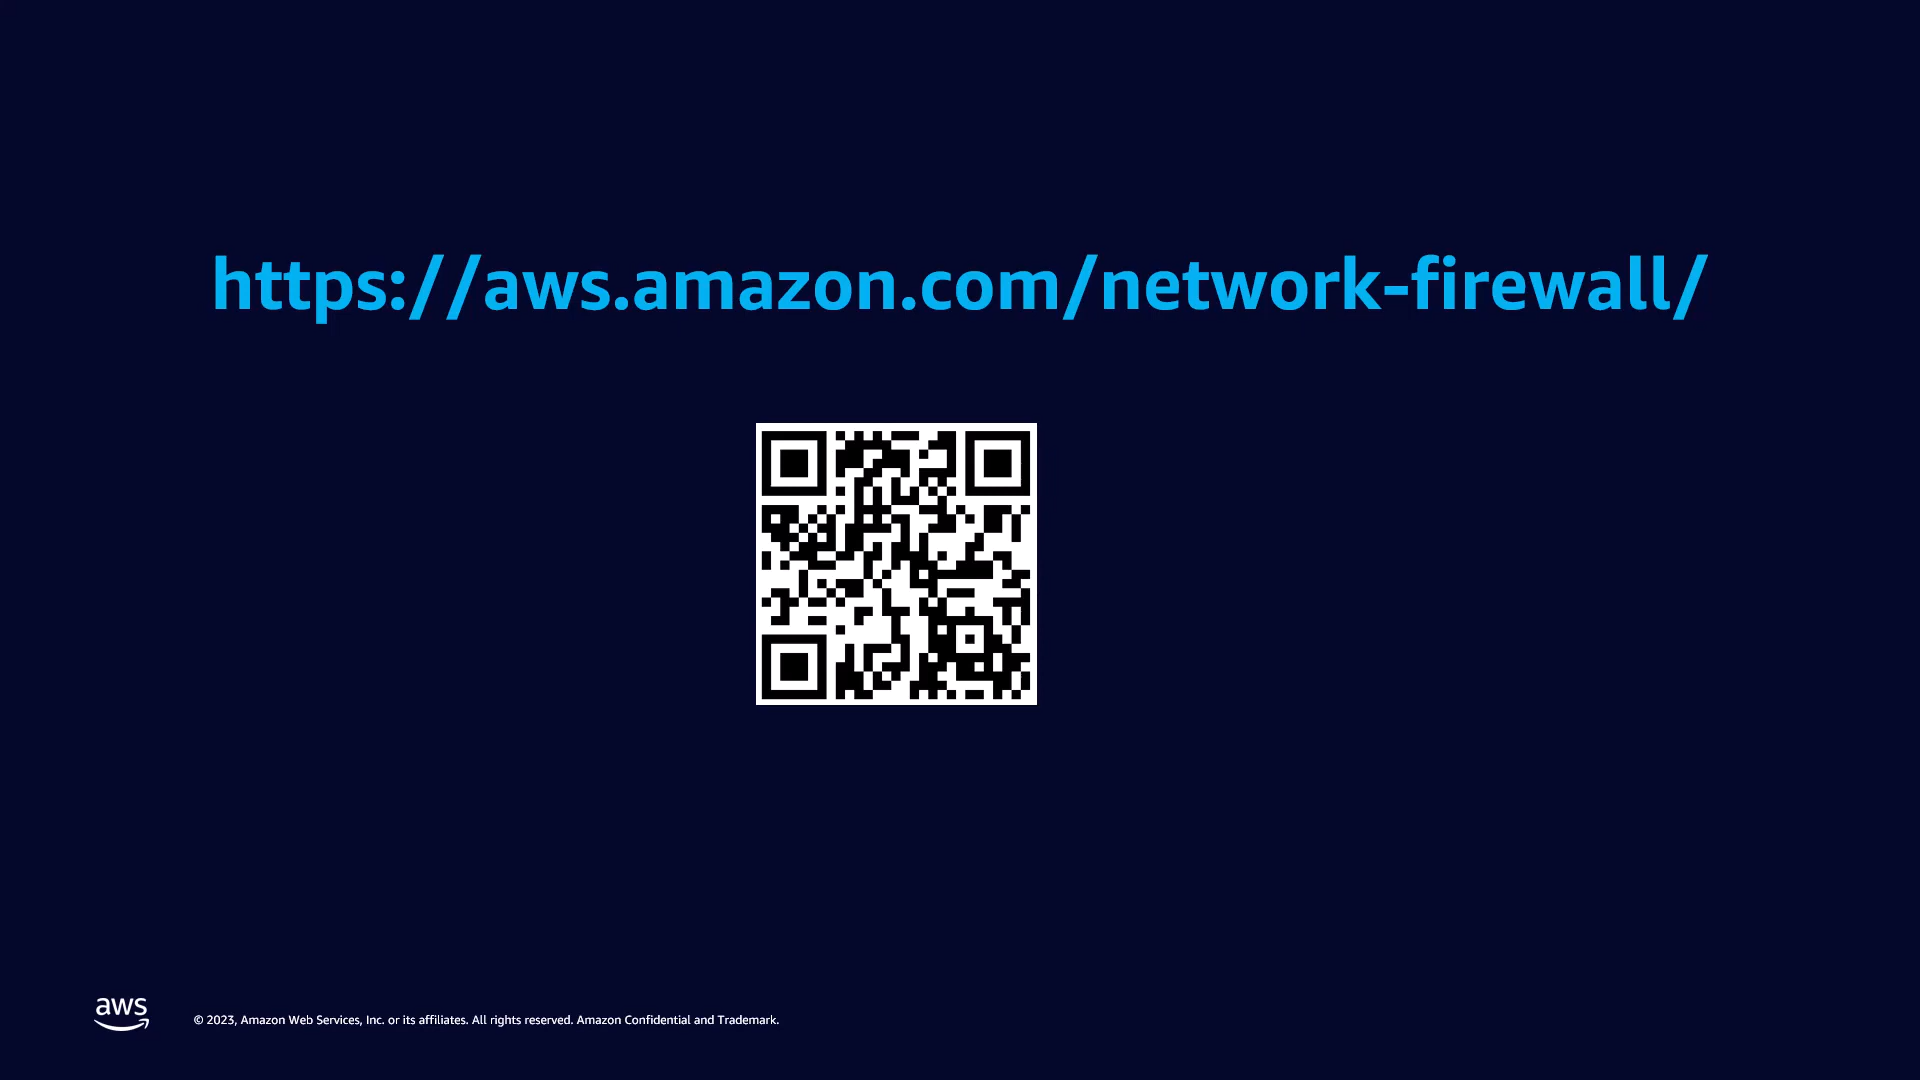 https://aws.amazon.com/network-firewall/
aws
© 2023, Amazon Web Services, Inc. or its affiliates. All rights reserved. Amazon Confidential and Trademark.